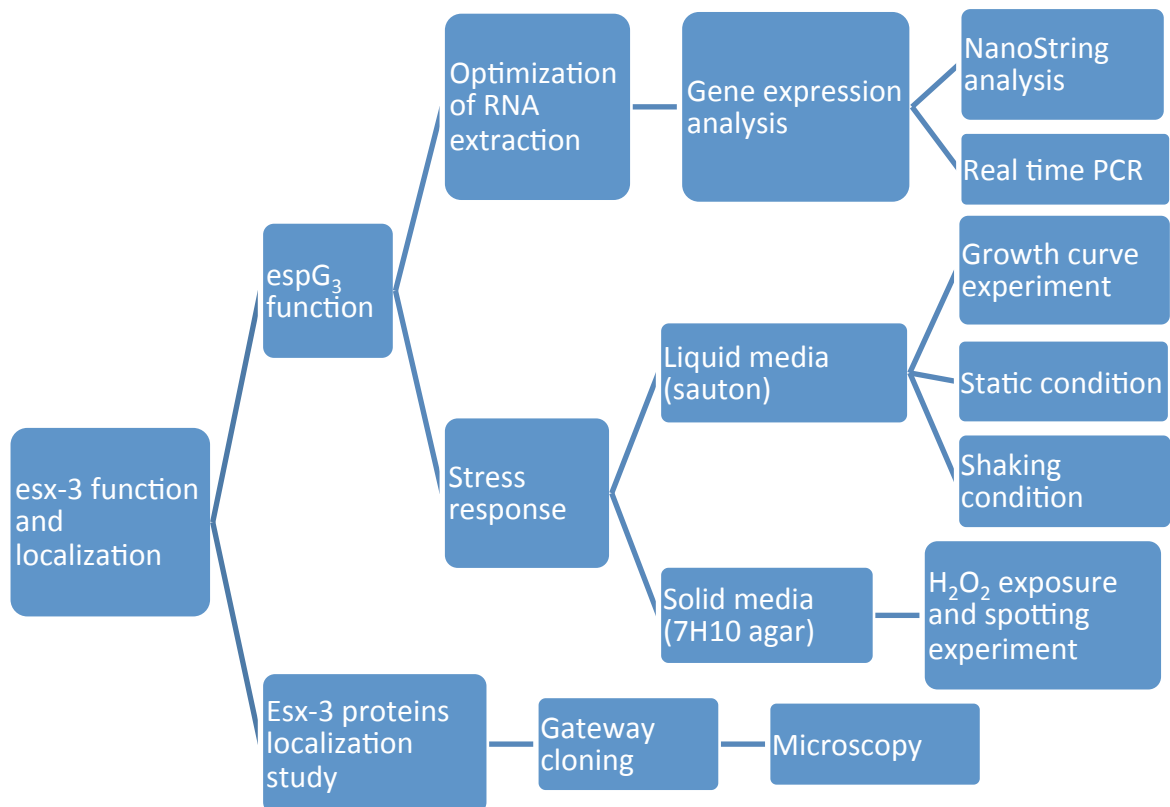 esx-3 function
and
localization
espG₃
function
Optimization
of RNA
extraction
Gene expression
analysis
NanoString
analysis
Real time PCR
Stress
response
Liquid media
(sauton)
Growth curve
experiment
Static condition
Shaking
condition
Solid media
(7H10 agar)
H₂O₂ exposure
and spotting
experiment
Esx-3 proteins
localization
study
Gateway
cloning
Microscopy